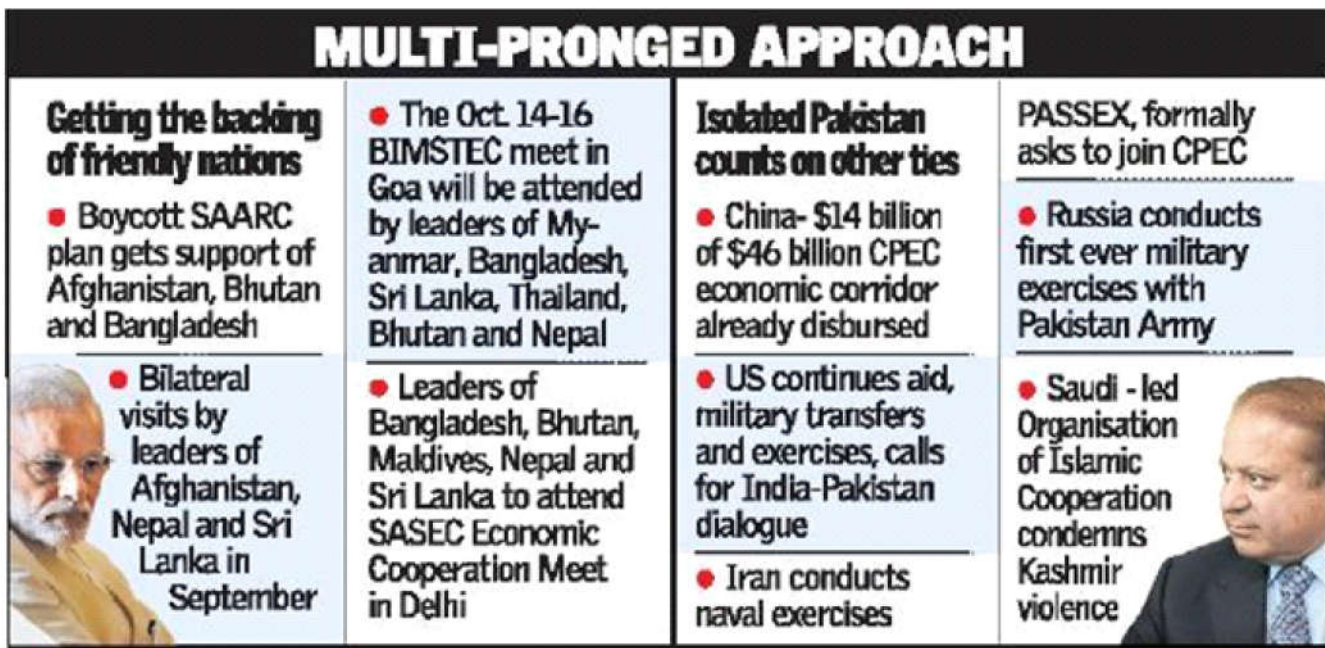 MULTI-PRONGED APPROACH
Getting the backing
of friendly nations
● Boycott SAARC
plan gets support of
Afghanistan, Bhutan
and Bangladesh
● Bilateral
visits by
leaders of
Afghanistan,
Nepal and Sri
Lanka in
September
● The Oct. 14-16
BIMSTEC meet in
Goa will be attended
by leaders of My-
anmar, Bangladesh,
Sri Lanka, Thailand,
Bhutan and Nepal
● Leaders of
Bangladesh, Bhutan,
Maldives, Nepal and
Sri Lanka to attend
SASEC Economic
Cooperation Meet
in Delhi
Isolated Pakistan
counts on other ties
● China- $14 billion
of $46 billion CPEC
economic corridor
already disbursed
● US continues aid,
military transfers
and exercises, calls
for India-Pakistan
dialogue
● Iran conducts
naval exercises
PASSEX, formally
asks to join CPEC
● Russia conducts
first ever military
exercises with
Pakistan Army
● Saudi - led
Organisation
of Islamic
Cooperation
condemns
Kashmir
violence